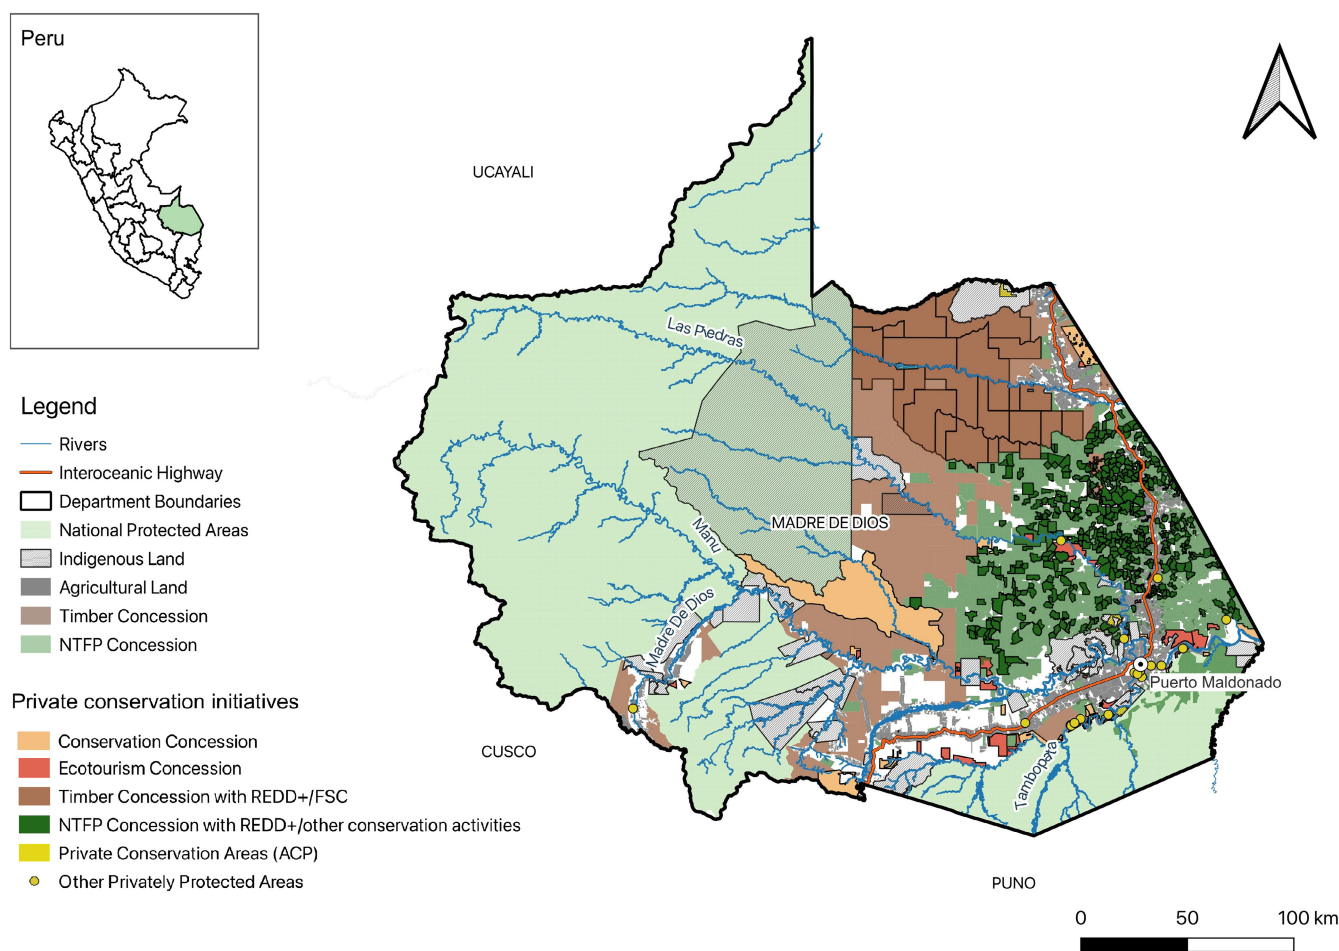 Peru
UCAYALI
Las Piedras
MADRE DE DIOS
Manu
Madre De Dios
Puerto Maldonado
CUSCO
Tambopata
PUNO
0 50 100 km
Legend
Rivers
Interoceanic Highway
Department Boundaries
National Protected Areas
Indigenous Land
Agricultural Land
Timber Concession
NTFP Concession
Private conservation initiatives
Conservation Concession
Ecotourism Concession
Timber Concession with REDD+/FSC
NTFP Concession with REDD+/other conservation activities
Private Conservation Areas (ACP)
Other Privately Protected Areas